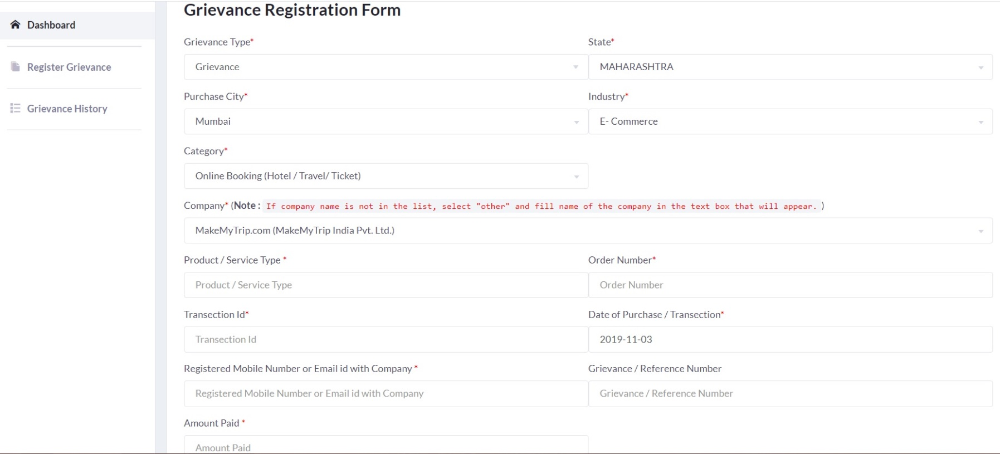 Grievance Registration Form
Dashboard
Register Grievance
Grievance History
Grievance Type* State*
Grievance MAHARASHTRA
Purchase City* Industry*
Mumbai E- Commerce
Category*
Online Booking (Hotel / Travel/ Ticket)
Company* (Note : If company name is not in the list, select "other" and fill name of the company in the text box that will appear. )
MakeMyTrip.com (MakeMyTrip India Pvt. Ltd.)
Product / Service Type * Order Number*
Product / Service Type Order Number
Transection Id* Date of Purchase / Transection*
Transection Id 2019-11-03
Registered Mobile Number or Email id with Company * Grievance / Reference Number
Registered Mobile Number or Email id with Company Grievance / Reference Number
Amount Paid *
Amount Paid